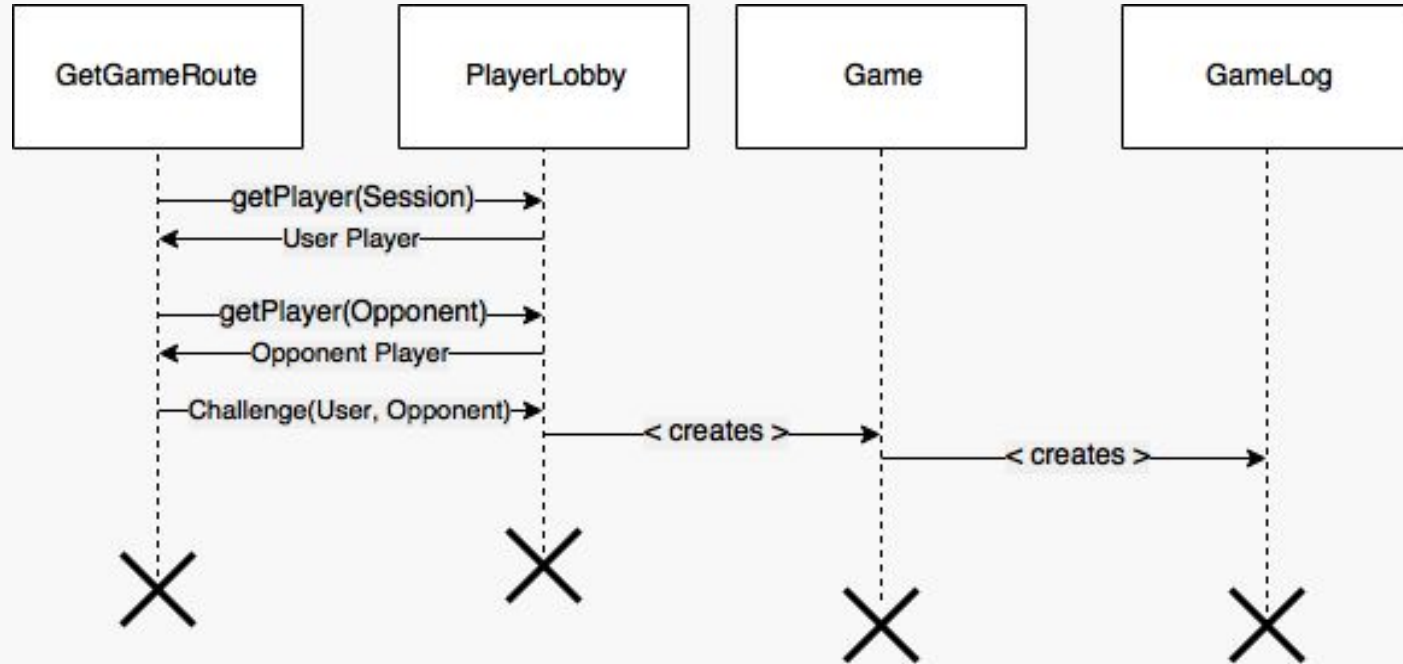 GetGameRoute
PlayerLobby
Game
GameLog
getPlayer(Session)
User Player
getPlayer(Opponent)
Opponent Player
Challenge(User, Opponent)
< creates >
< creates >